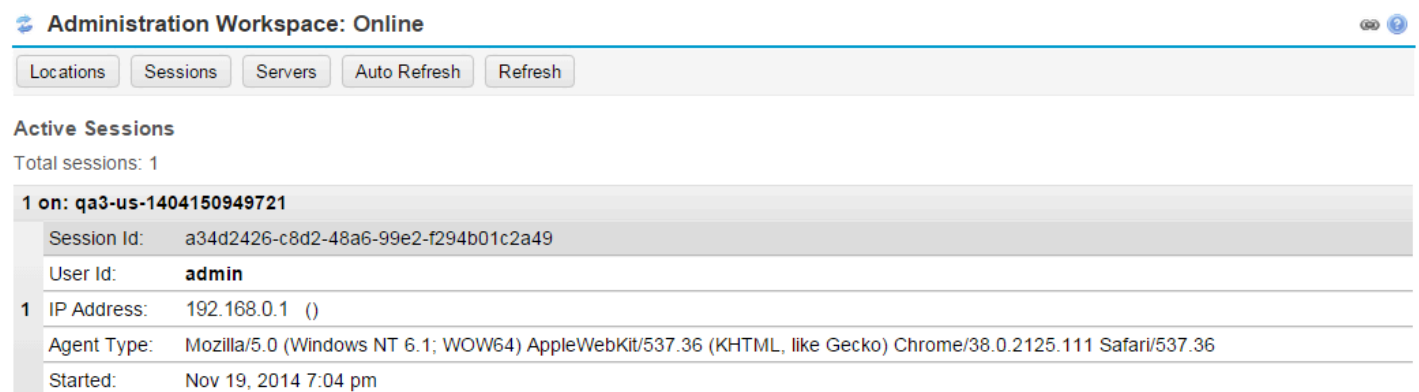 Administration Workspace: Online
Locations Sessions Servers Auto Refresh Refresh
Active Sessions
Total sessions: 1
1 on: qa3-us-1404150949721
Session Id: a34d2426-c8d2-48a6-99e2-f294b01c2a49
User Id: admin
1 IP Address: 192.168.0.1 ()
Agent Type: Mozilla/5.0 (Windows NT 6.1; WOW64) AppleWebKit/537.36 (KHTML, like Gecko) Chrome/38.0.2125.111 Safari/537.36
Started: Nov 19, 2014 7:04 pm